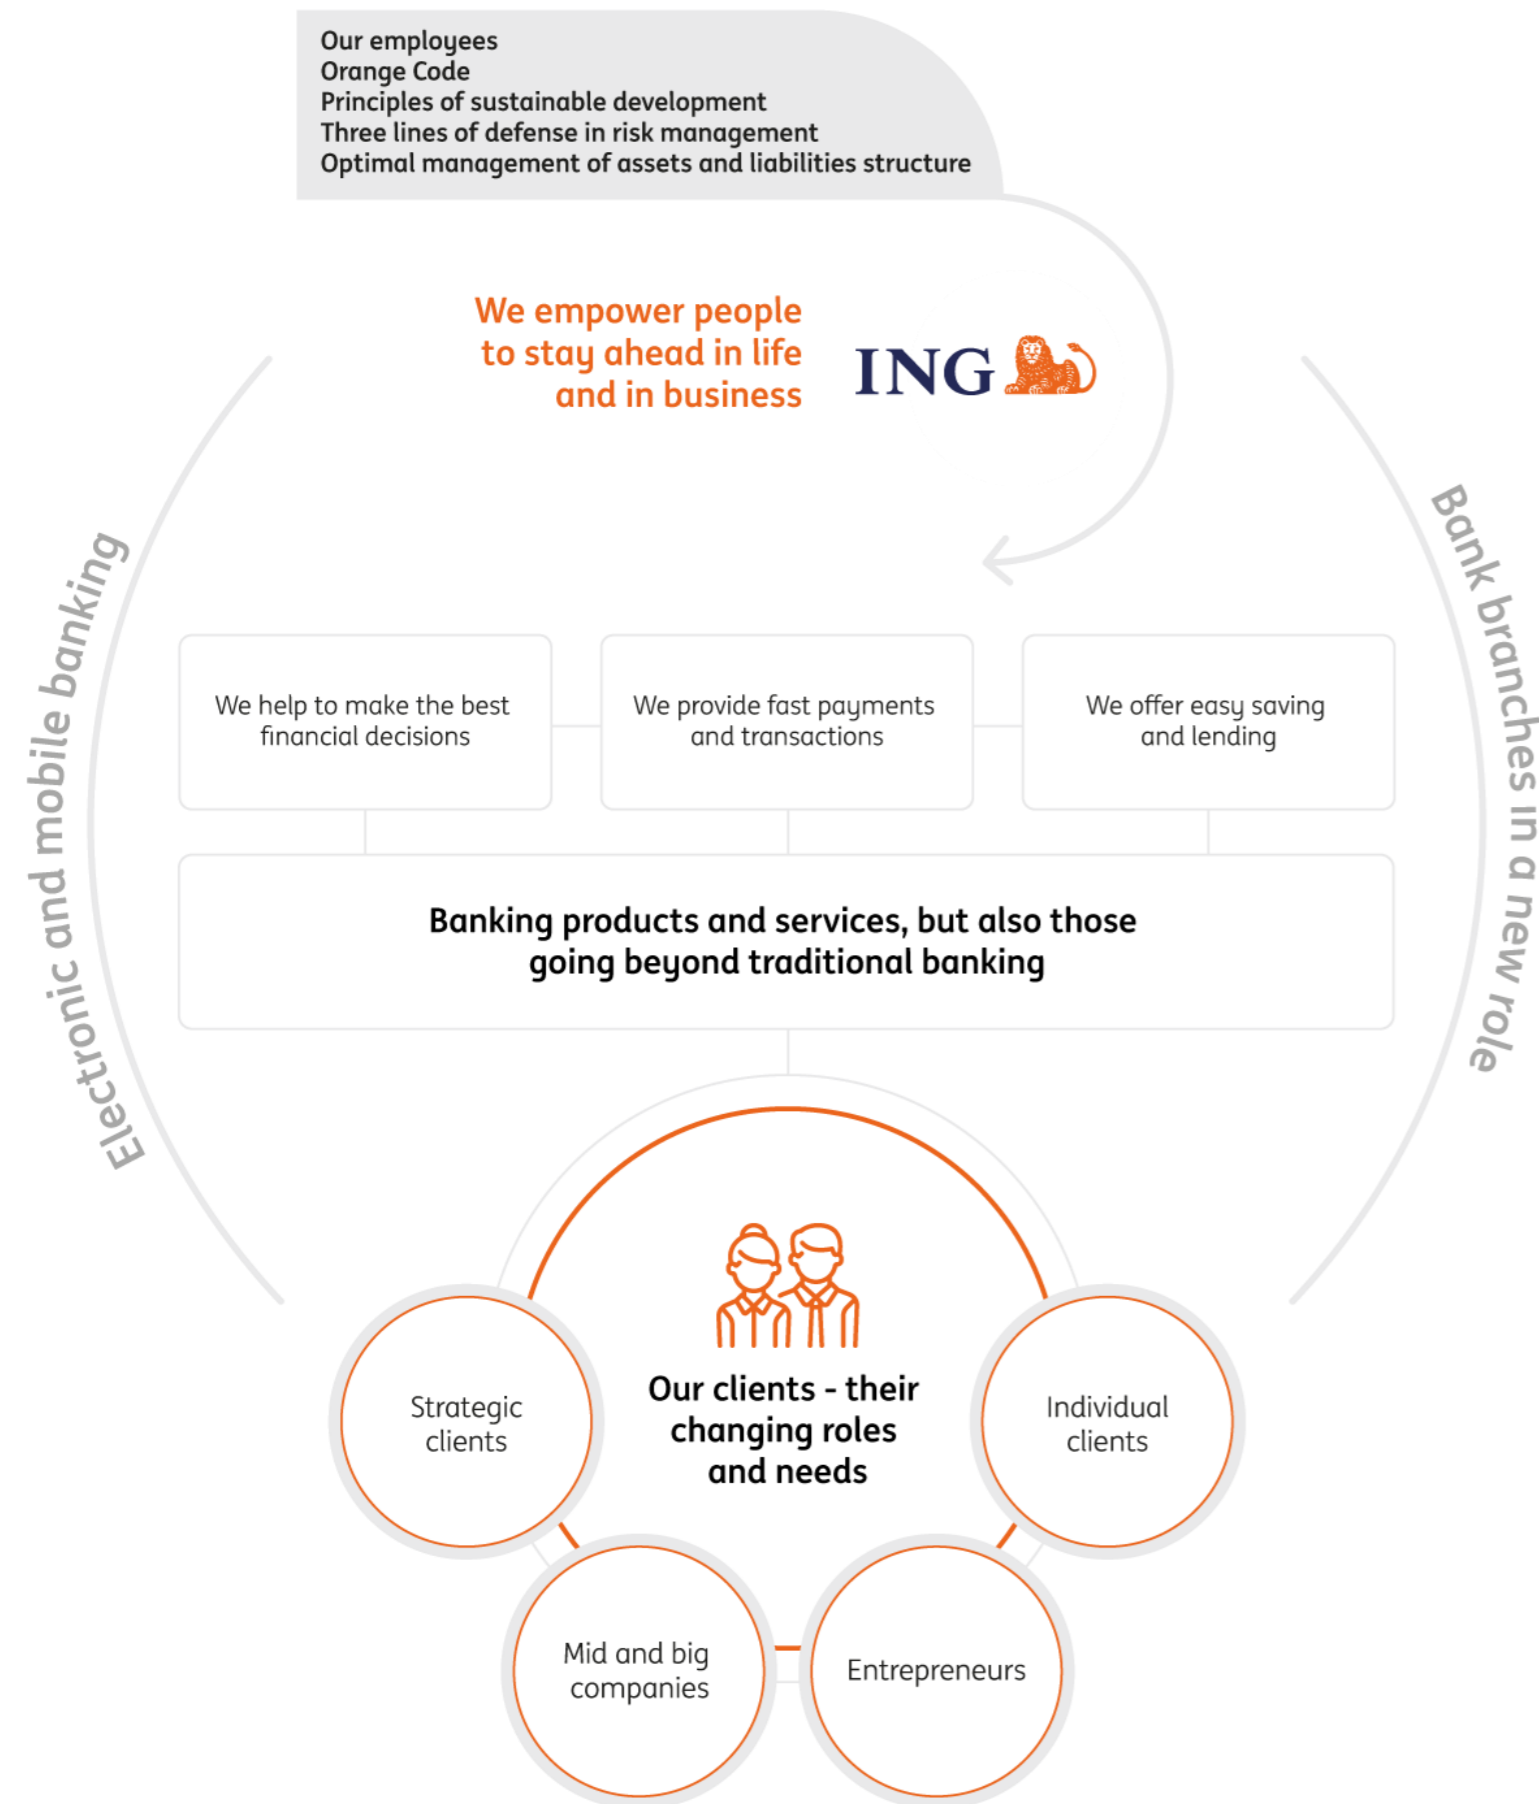 Our employees
Orange Code
Principles of sustainable development
Three lines of defense in risk management
Optimal management of assets and liabilities structure
We empower people
to stay ahead in life
and in business
ING
Electronic and mobile banking
Bank branches in a new role
We help to make the best
financial decisions
We provide fast payments
and transactions
We offer easy saving
and lending
Banking products and services, but also those
going beyond traditional banking
Our clients - their
changing roles
and needs
Strategic
clients
Individual
clients
Mid and big
companies
Entrepreneurs